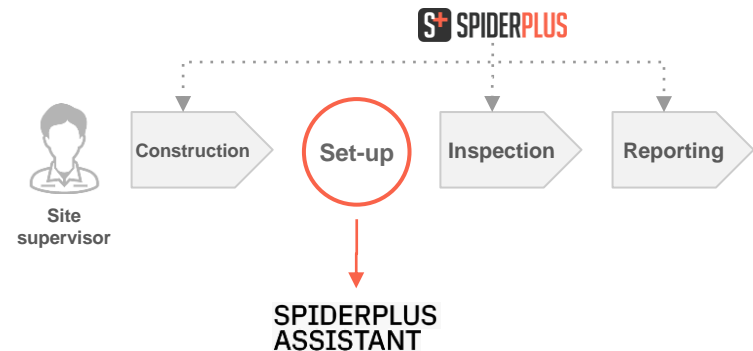 S+ SPIDERPLUS
Construction
Set-up
Inspection
Reporting
Site
supervisor
SPIDERPLUS
ASSISTANT